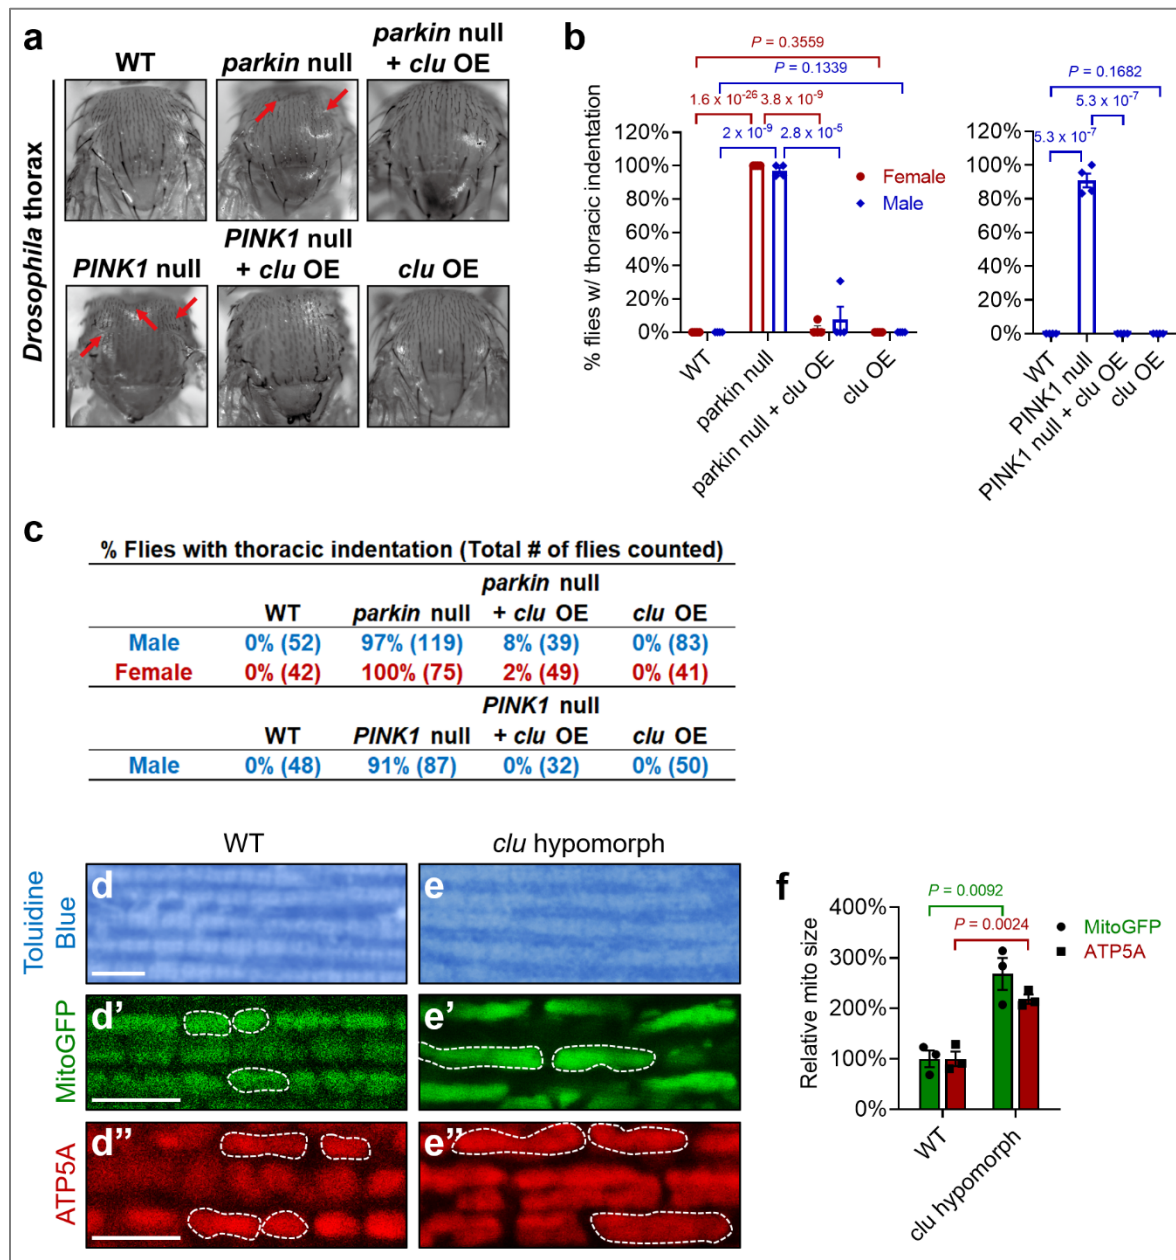 a
WT
parkin null
parkin null
+ clu OE
PINK1 null
PINK1 null
+ clu OE
clu OE
Drosophila thorax
b
P = 0.3559
P = 0.1339
1.6 x 10-26
3.8 x 10-9
2 x 10-9
2.8 x 10-5
120%
100%
80%
60%
40%
20%
0%
% flies w/ thoracic indentation
Female
Male
WT
parkin null
parkin null + clu OE
clu OE
P = 0.1682
5.3 x 10-7
5.3 x 10-7
120%
100%
80%
60%
40%
20%
0%
WT
PINK1 null
PINK1 null + clu OE
clu OE
c
% Flies with thoracic indentation (Total # of flies counted)
parkin null
WT parkin null + clu OE clu OE
Male 0% (52) 97% (119) 8% (39) 0% (83)
Female 0% (42) 100% (75) 2% (49) 0% (41)
PINK1 null
WT PINK1 null + clu OE clu OE
Male 0% (48) 91% (87) 0% (32) 0% (50)
WT
clu hypomorph
Toluidine
Blue
d
e
MitoGFP
d'
e'
ATP5A
d''
e''
f
P = 0.0092
P = 0.0024
400%
300%
200%
100%
0%
Relative mito size
MitoGFP
ATP5A
WT
clu hypomorph